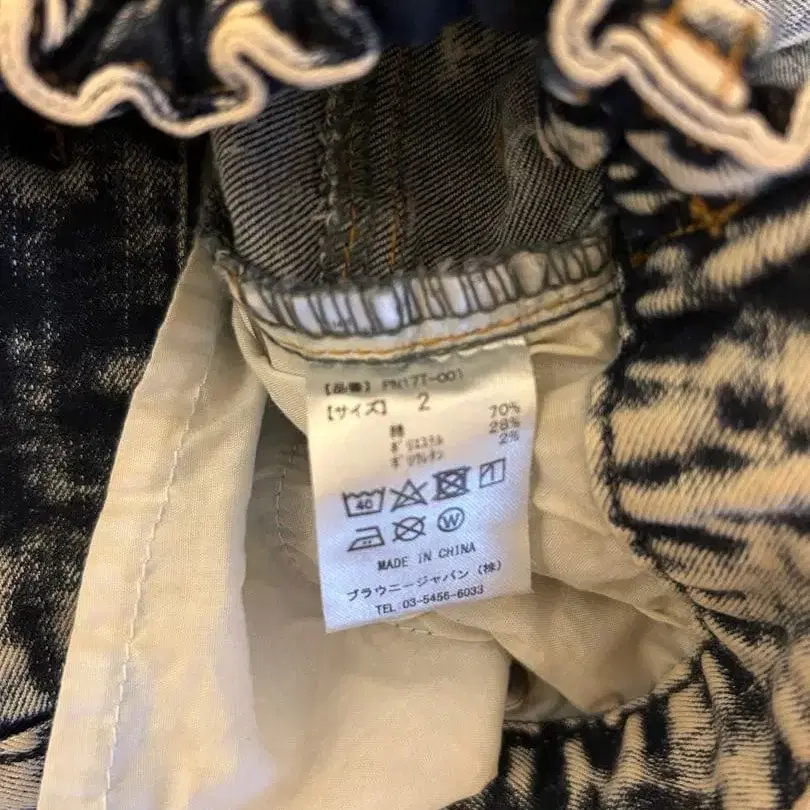 【品番】 PN17T-001
【サイズ】 2
綿 70%
ポリエステル 28%
ポリウレタン 2%
40
W
MADE IN CHINA
ブラウニージャパン (株)
TEL 03-5456-6033